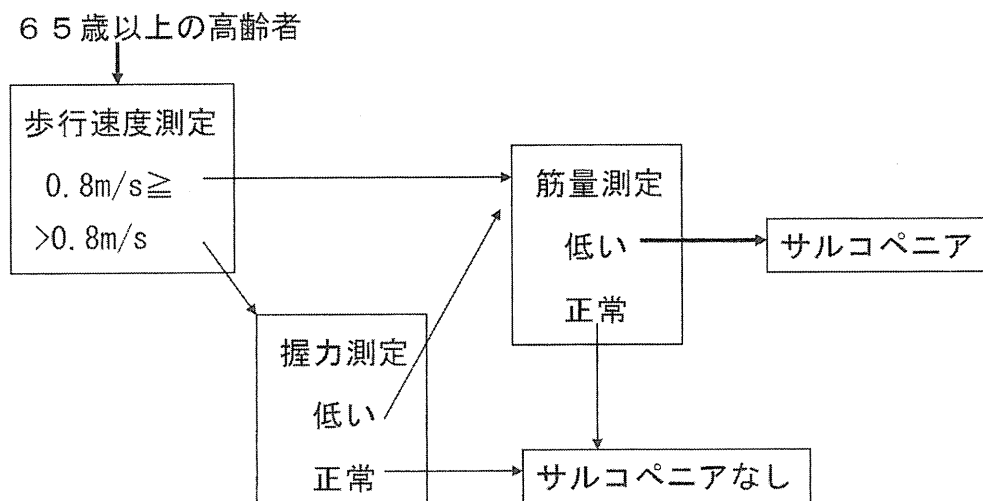 ６５歳以上の高齢者
歩行速度測定
0.8m/s≧
>0.8m/s
筋量測定
低い
正常
サルコペニア
握力測定
低い
正常
サルコペニアなし